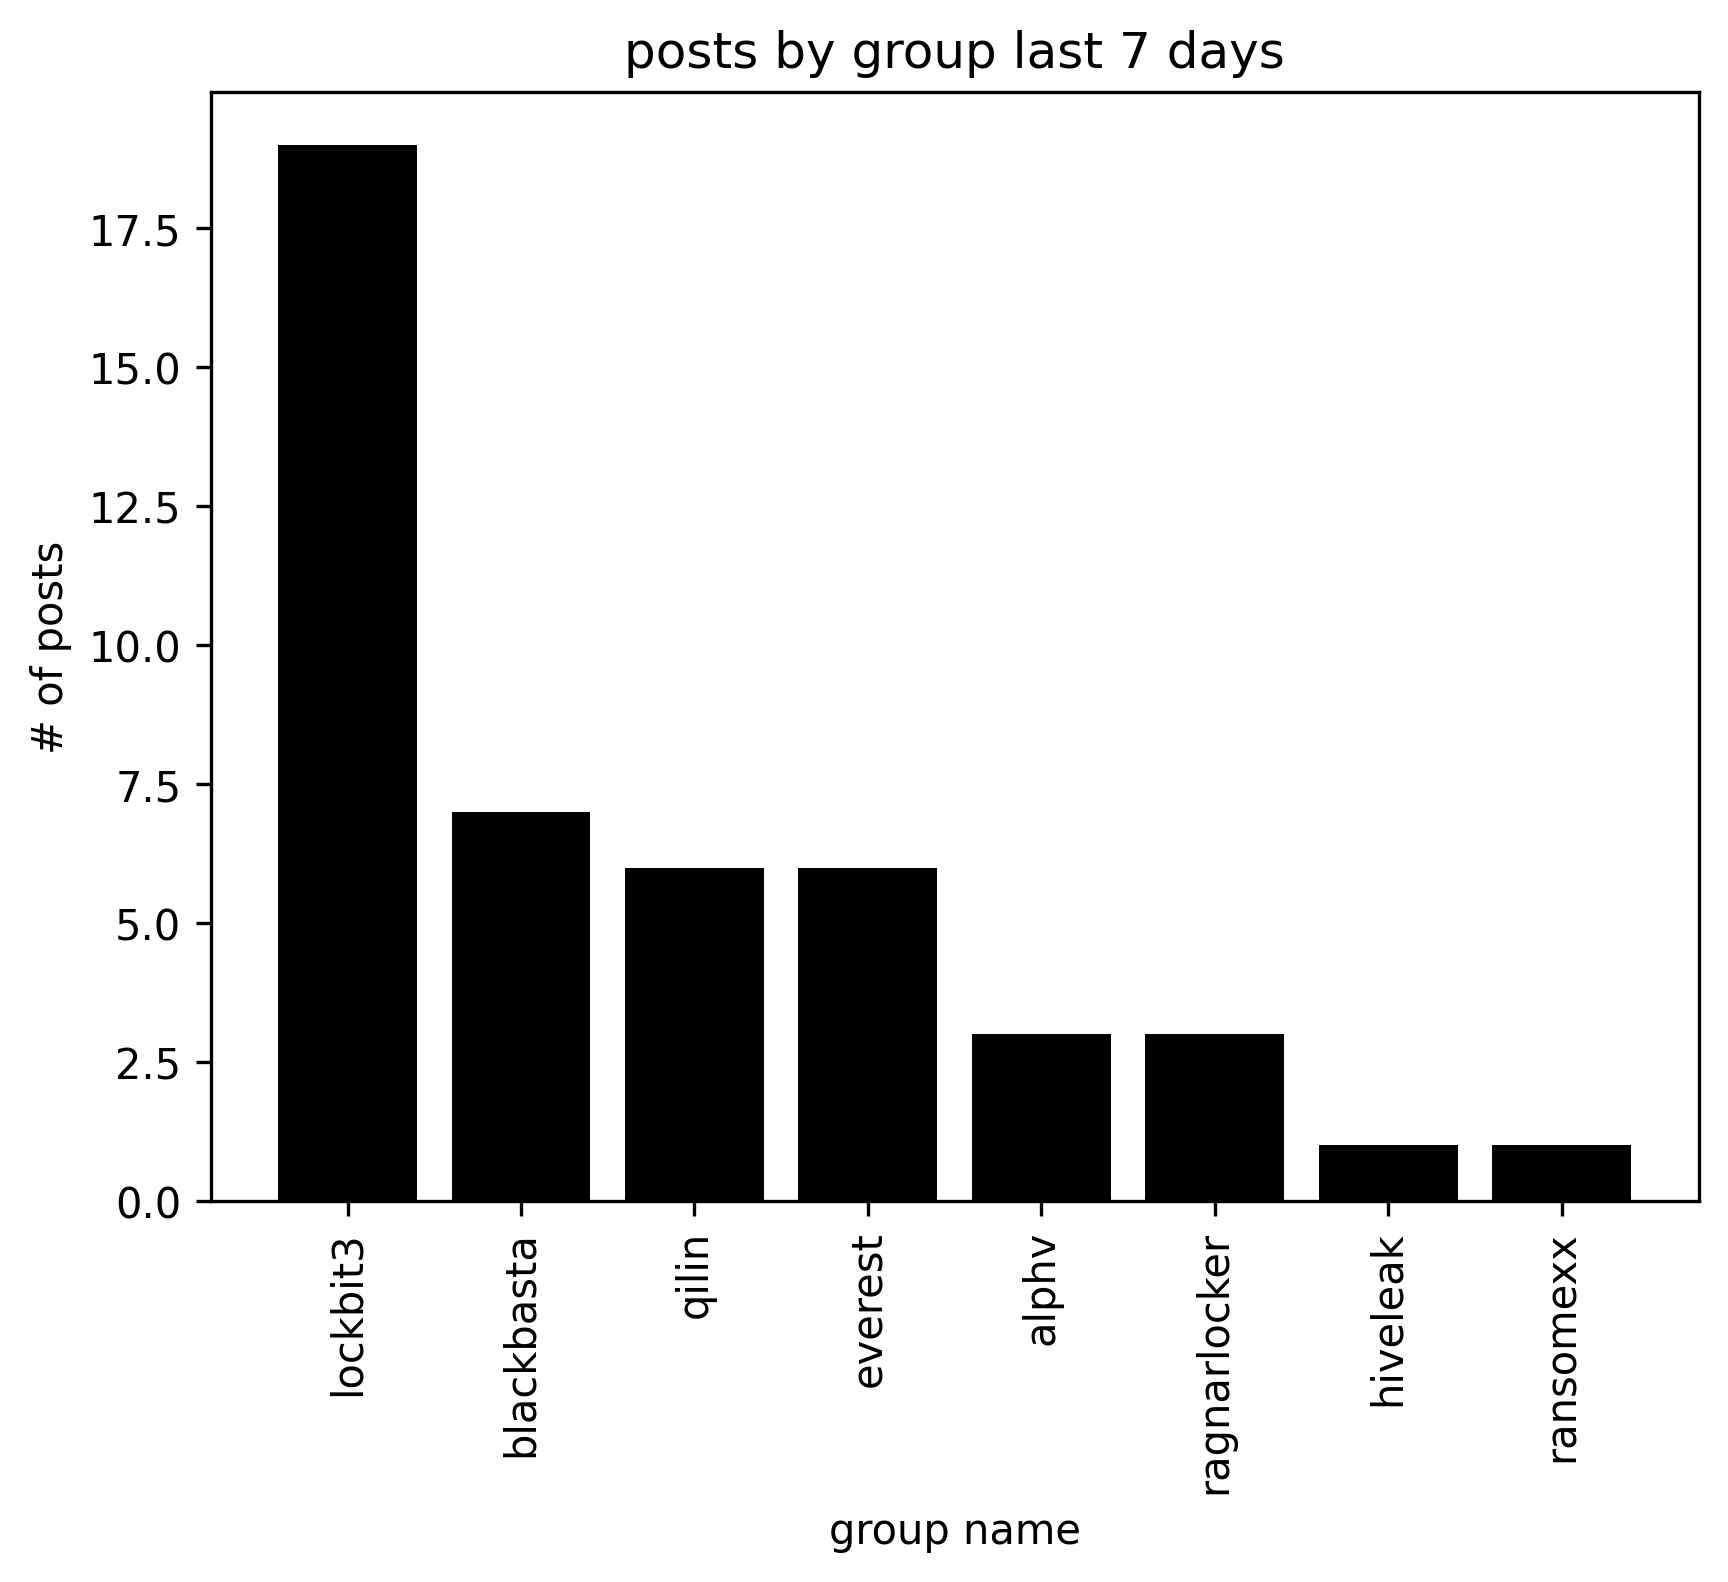 posts by group last 7 days
# of posts
17.5
15.0
12.5
10.0
7.5
5.0
2.5
0.0
lockbit3
blackbasta
qilin
everest
alphv
ragnarlocker
hiveleak
ransomexx
group name